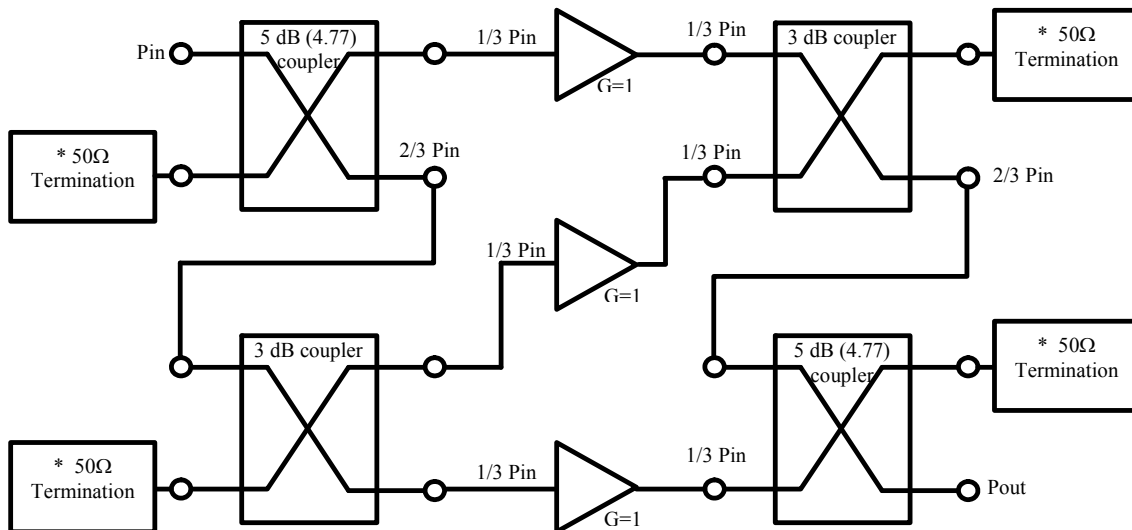 Pin
5 dB (4.77)
coupler
1/3 Pin
G=1
1/3 Pin
3 dB coupler
* 50Ω
Termination
* 50Ω
Termination
2/3 Pin
1/3 Pin
2/3 Pin
1/3 Pin
G=1
3 dB coupler
5 dB (4.77)
coupler
* 50Ω
Termination
* 50Ω
Termination
1/3 Pin
G=1
1/3 Pin
Pout